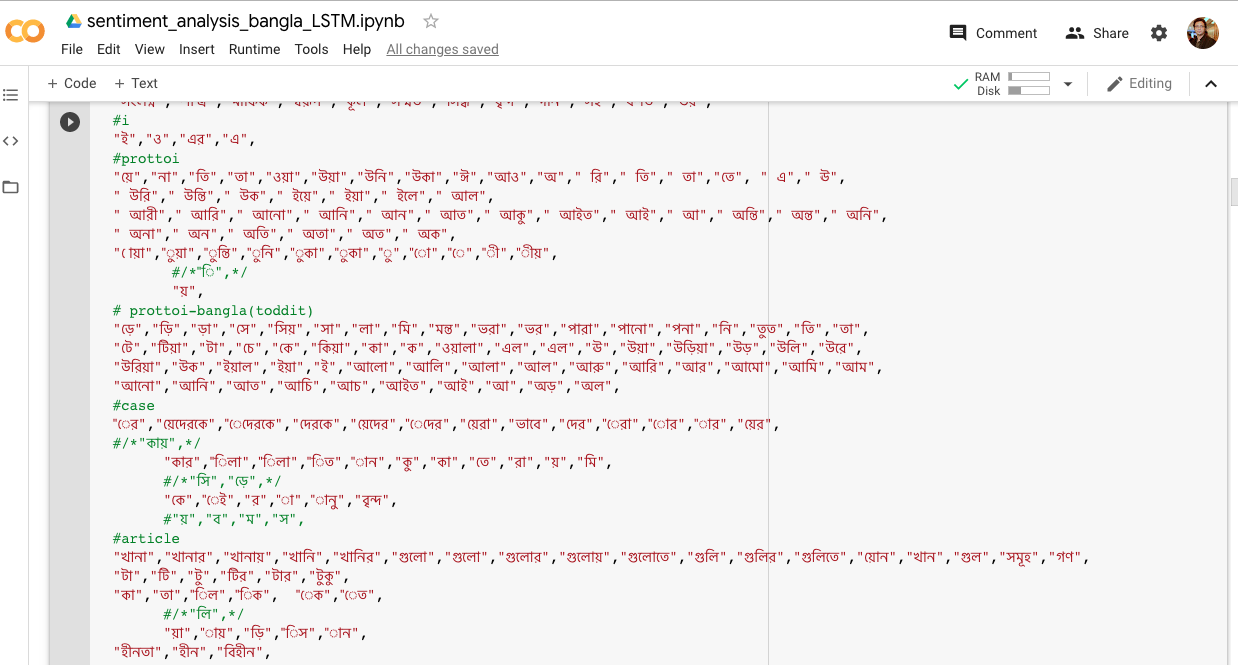 sentiment_analysis_bangla_LSTM.ipynb
File Edit View Insert Runtime Tools Help All changes saved
Comment Share
+ Code + Text
RAM
Disk
Editing
#i
"ই","ও","এর","এ",
#prottoi
"য়ে","না","তি","তা","ওয়া","উয়া","উনি","উকা","ঈ","আও","অ"," রি"," তি"," তা","তে", " এ"," ঊ",
" উরি"," উন্তি"," উক"," ইয়ে"," ইয়া"," ইলে"," আল",
" আরী"," আরি"," আনো"," আনি"," আন"," আত"," আকু"," আইত"," আই"," আ"," অন্তি"," অন্ত"," অনি",
" অনা"," অন"," অতি"," অতা"," অত"," অক",
"োয়া","ুয়া","ুন্তি","ুনি","ুকা","ুকা","ু","ো","ে","ী","ীয়",
#/*"ি",*/
"য়",
# prottoi-bangla(toddit)
"ড়ে","ড়ি","ড়া","সে","সিয়","সা","লা","মি","মন্ত","ভরা","ভর","পারা","পানো","পনা","নি","তুত","তি","তা",
"টে","টিয়া","টা","চে","কে","কিয়া","কা","ক","ওয়ালা","এল","এল","ঊ","উয়া","উড়িয়া","উড়","উলি","উরে",
"উরিয়া","উক","ইয়াল","ইয়া","ই","আলো","আলি","আলা","আল","আরু","আরি","আর","আমো","আমি","আম",
"আনো","আনি","আত","আচি","আচ","আইত","আই","আ","অড়","অল",
#case
"ের","য়েদেরকে","েদেরকে","দেরকে","য়েদের","েদের","য়েরা","ভাবে","দের","েরা","োর","ার","য়ের",
#/*"কায়",*/
"কার","িলা","িলা","িত","ান","কু","কা","তে","রা","য়","মি",
#/*"সি","ড়ে",*/
"কে","েই","র","া","ানু","বৃন্দ",
#"য়","ব","ম","স",
#article
"খানা","খানার","খানায়","খানি","খানির","গুলো","গুলো","গুলোর","গুলোয়","গুলোতে","গুলি","গুলির","গুলিতে","য়োন","খান","গুল","সমূহ","গণ",
"টা","টি","টু","টির","টার","টুকু",
"কা","তা","িল","িক", "েক","েত",
#/*"লি",*/
"য়া","ায়","ড়ি","িস","ান",
"হীনতা","হীন","বিহীন",